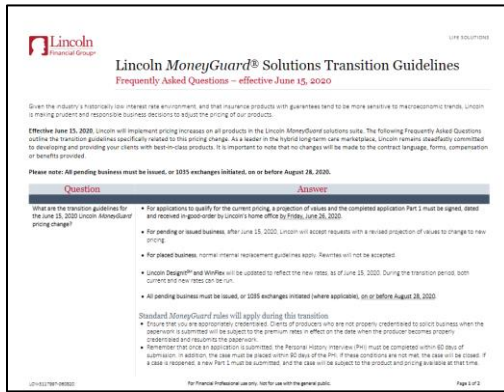 LIFE SOLUTIONS
Lincoln
Financial Group®
Lincoln MoneyGuard® Solutions Transition Guidelines
Frequently Asked Questions – effective June 15, 2020
Given the industry's historically low interest rate environment, and that insurance products with guarantees tend to be more sensitive to macroeconomic trends, Lincoln
is making prudent and responsible business decisions to adjust the pricing of our products.
Effective June 15, 2020, Lincoln will implement pricing increases on all products in the Lincoln MoneyGuard solutions suite. The following Frequently Asked Questions
outline the transition guidelines specifically related to this pricing change. As a leader in the hybrid long-term care marketplace, Lincoln remains steadfastly committed
to developing and providing your clients with best-in-class products. It is important to note no changes will be made to the contract language, forms, compensation
or benefits provided.
Please note: All pending business must be issued, or 1035 exchanges initiated, on or before August 28, 2020.
Question Answer
What are the transition guidelines for
the June 15, 2020 Lincoln MoneyGuard
pricing change?
• For applications to qualify for the current pricing, a projection of values and the completed application Part 1 must be signed, dated
and received in-good-order by Lincoln's home office by Friday, June 26, 2020.
• For pending or issued business, after June 15, 2020, Lincoln will accept requests with a revised projection of values to change to new
pricing.
• For placed business, normal internal replacement guidelines apply. Rewrites will not be accepted.
• Lincoln DesignIt℠ and WinFlex will be updated to reflect the new rates, as of June 15, 2020. During the transition period, both
current and new rates can be run.
• All pending business must be issued, or 1035 exchanges initiated (where applicable), on or before August 28, 2020.
Standard MoneyGuard rules will apply during this transition
• Ensure that you are appropriately credentialed. Clients of producers who are not properly credentialed to solicit business when the
paperwork is submitted will be subject to the premium rates in effect on the date when the producer becomes properly
credentialed and resubmits the paperwork.
• Remember that once an application is submitted, the Personal History Interview (PHI) must be completed within 60 days of
submission. In addition, the case must be placed within 60 days of the PHI. If these conditions are not met, the case will be closed. If
a case is reopened, a new Part 1 must be submitted, and the case will be subject to the product and pricing available at that time.
For Financial Professional use only. Not for use with the general public.
Page 1 of 2